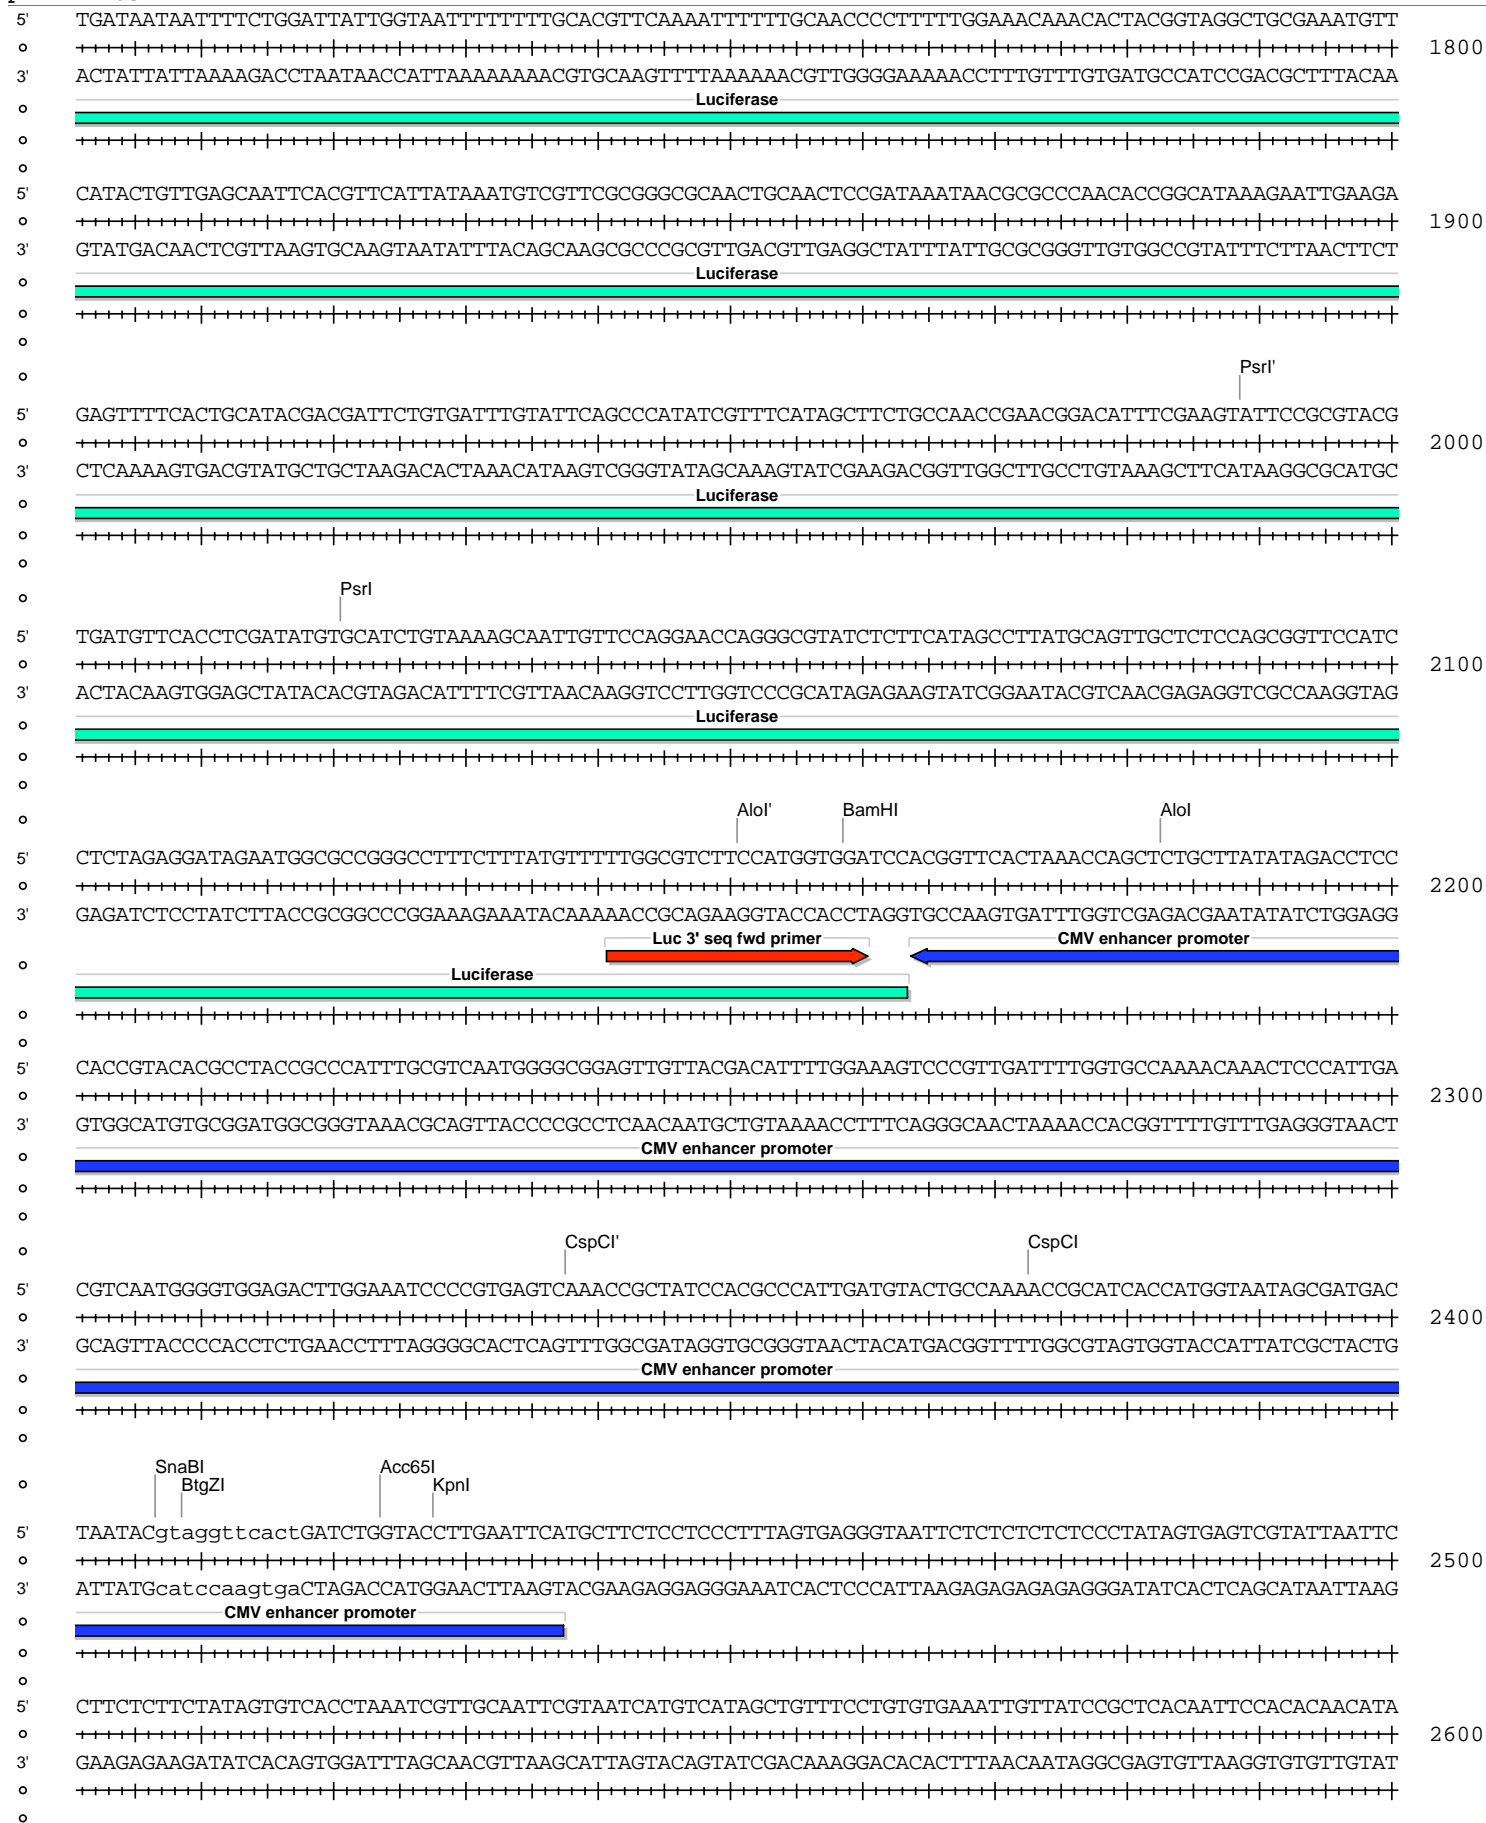 5' TGATAATAATTTTCTGGATTATTGGTAATTTTTTTTGCACGTTCAAAATTTTTTGCAACCCCTTTTTGGAAACAAACACTACGGTAGGCTGCGAAATGTT
1800
3' ACTATTATTAAAAGACCTAATAACCATTAAAAAAAACGTGCAAGTTTTAAAAAACGTTGGGGAAAAACCTTTGTTTGTGATGCCATCCGACGCTTTACAA
Luciferase
5' CATACTGTTGAGCAATTCACGTTCATTATAAATGTCGTTCGCGGGCGCAACTGCAACTCCGATAAATAACGCGCCCAACACCGGCATAAAGAATTGAAGA
1900
3' GTATGACAACTCGTTAAGTGCAAGTAATATTTACAGCAAGCGCCCGCGTTGACGTTGAGGCTATTTATTGCGCGGGTTGTGGCCGTATTTCTTAACTTCT
Luciferase
PsrI'
5' GAGTTTTCACTGCATACGACGATTCTGTGATTTGTATTCAGCCCATATCGTTTCATAGCTTCTGCCAACCGAACGGACATTTCGAAGTATTCCGCGTACG
2000
3' CTCAAAAGTGACGTATGCTGCTAAGACACTAAACATAAGTCGGGTATAGCAAAGTATCGAAGACGGTTGGCTTGCCTGTAAAGCTTCATAAGGCGCATGC
Luciferase
PsrI
5' TGATGTTCACCTCGATATGTGCATCTGTAAAAGCAATTGTTCCAGGAACCAGGGCGTATCTCTTCATAGCCTTATGCAGTTGCTCTCCAGCGGTTCCATC
2100
3' ACTACAAGTGGAGCTATACACGTAGACATTTTCGTTAACAAGGTCCTTGGTCCCGCATAGAGAAGTATCGGAATACGTCAACGAGAGGTCGCCAAGGTAG
Luciferase
AloI' BamHI AloI
5' CTCTAGAGGATAGAATGGCGCCGGGCCTTTCTTTATGTTTTTGGCGTCTTCCATGGTGGATCCACGGTTCACTAAACCAGCTCTGCTTATATAGACCTCC
2200
3' GAGATCTCCTATCTTACCGCGGCCCGGAAAGAAATACAAAAACCGCAGAAGGTACCACCTAGGTGCCAAGTGATTTGGTCGAGACGAATATATCTGGAGG
Luc 3' seq fwd primer CMV enhancer promoter
Luciferase
5' CACCGTACACGCCTACCGCCCATTTGCGTCAATGGGGCGGAGTTGTTACGACATTTTGGAAAGTCCCGTTGATTTTGGTGCCAAAACAAACTCCCATTGA
2300
3' GTGGCATGTGCGGATGGCGGGTAAACGCAGTTACCCCGCCTCAACAATGCTGTAAAACCTTTCAGGGCAACTAAAACCACGGTTTTGTTTGAGGGTAACT
CMV enhancer promoter
CspCI' CspCI
5' CGTCAATGGGGTGGAGACTTGGAAATCCCCGTGAGTCAAACCGCTATCCACGCCCATTGATGTACTGCCAAAACCGCATCACCATGGTAATAGCGATGAC
2400
3' GCAGTTACCCCACCTCTGAACCTTTAGGGGCACTCAGTTTGGCGATAGGTGCGGGTAACTACATGACGGTTTTGGCGTAGTGGTACCATTATCGCTACTG
CMV enhancer promoter
SnaBI Acc65I
BtgZI KpnI
5' TAATACgtaggttcactGATCTGGTACCTTGAATTCATGCTTCTCCTCCCTTTAGTGAGGGTAATTCTCTCTCTCTCCCTATAGTGAGTCGTATTAATTC
2500
3' ATTATGcatccaagtgaCTAGACCATGGAACTTAAGTACGAAGAGGAGGGAAATCACTCCCATTAAGAGAGAGAGAGGGATATCACTCAGCATAATTAAG
CMV enhancer promoter
5' CTTCTCTTCTATAGTGTCACCTAAATCGTTGCAATTCGTAATCATGTCATAGCTGTTTCCTGTGTGAAATTGTTATCCGCTCACAATTCCACACAACATA
2600
3' GAAGAGAAGATATCACAGTGGATTTAGCAACGTTAAGCATTAGTACAGTATCGACAAAGGACACACTTTAACAATAGGCGAGTGTTAAGGTGTGTTGTAT